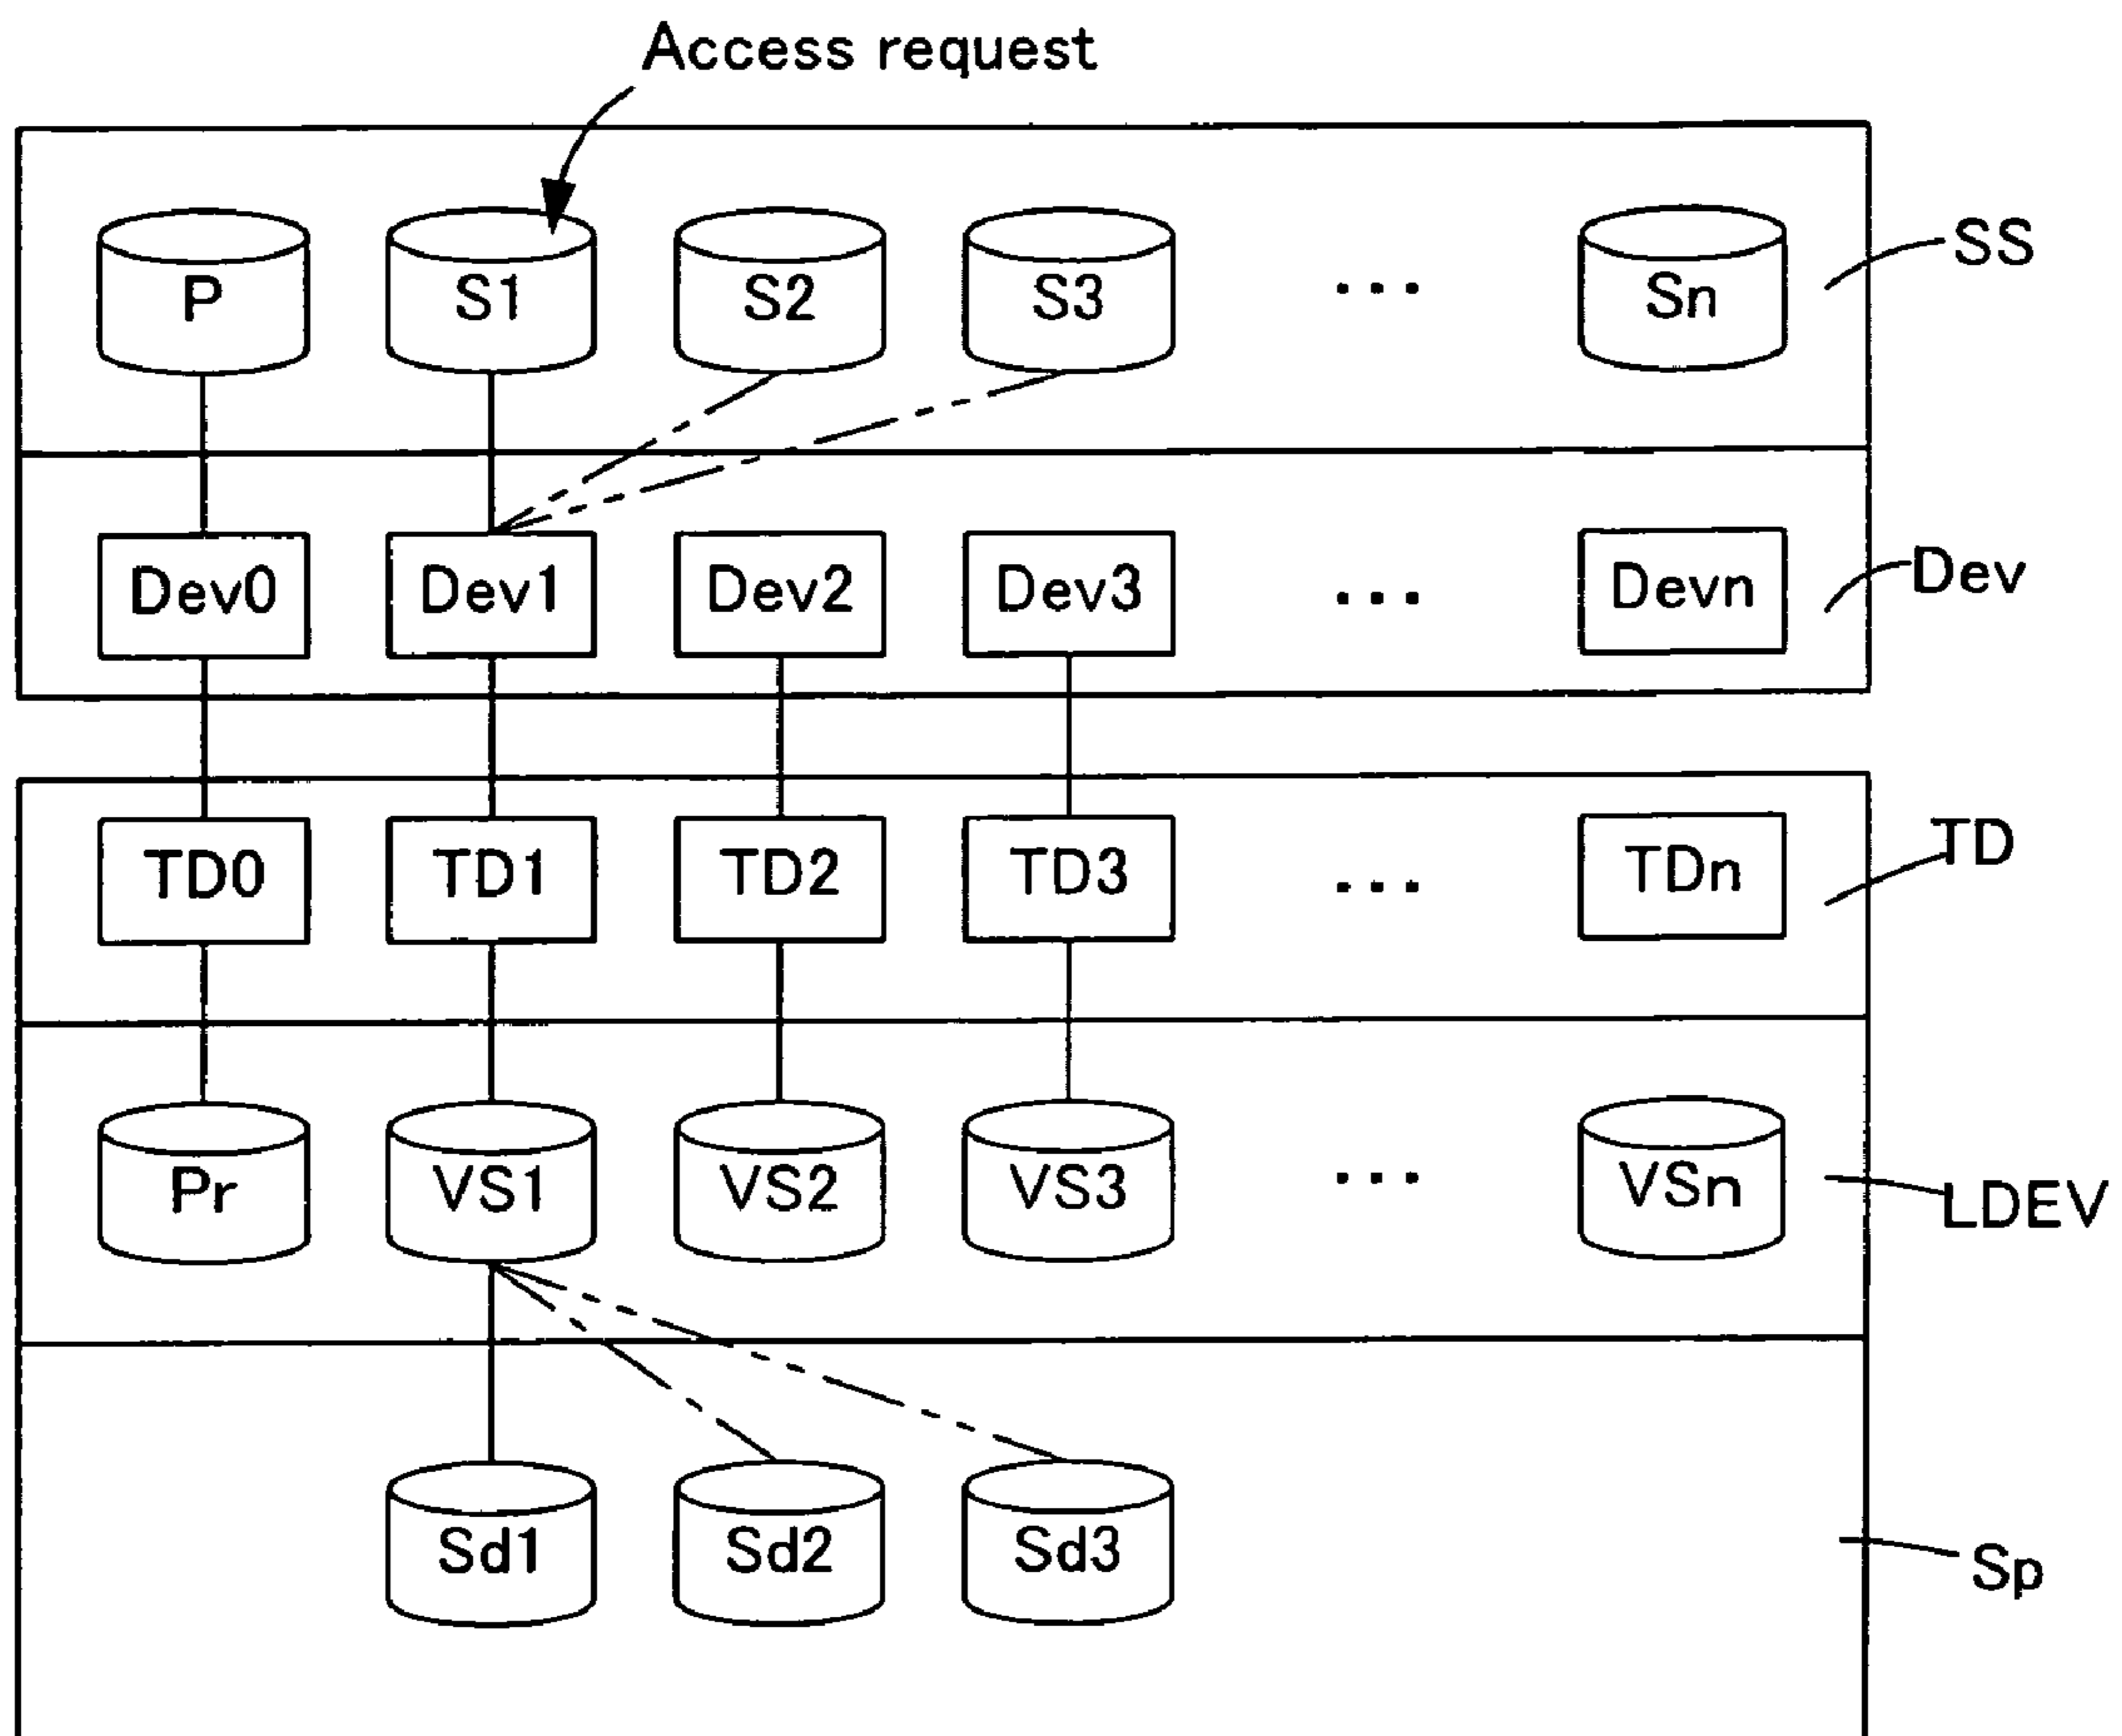 Access request
P S1 S2 S3 ... Sn SS
Dev0 Dev1 Dev2 Dev3 ... Devn Dev
TD0 TD1 TD2 TD3 ... TDn TD
Pr VS1 VS2 VS3 ... VSn LDEV
Sd1 Sd2 Sd3 Sp